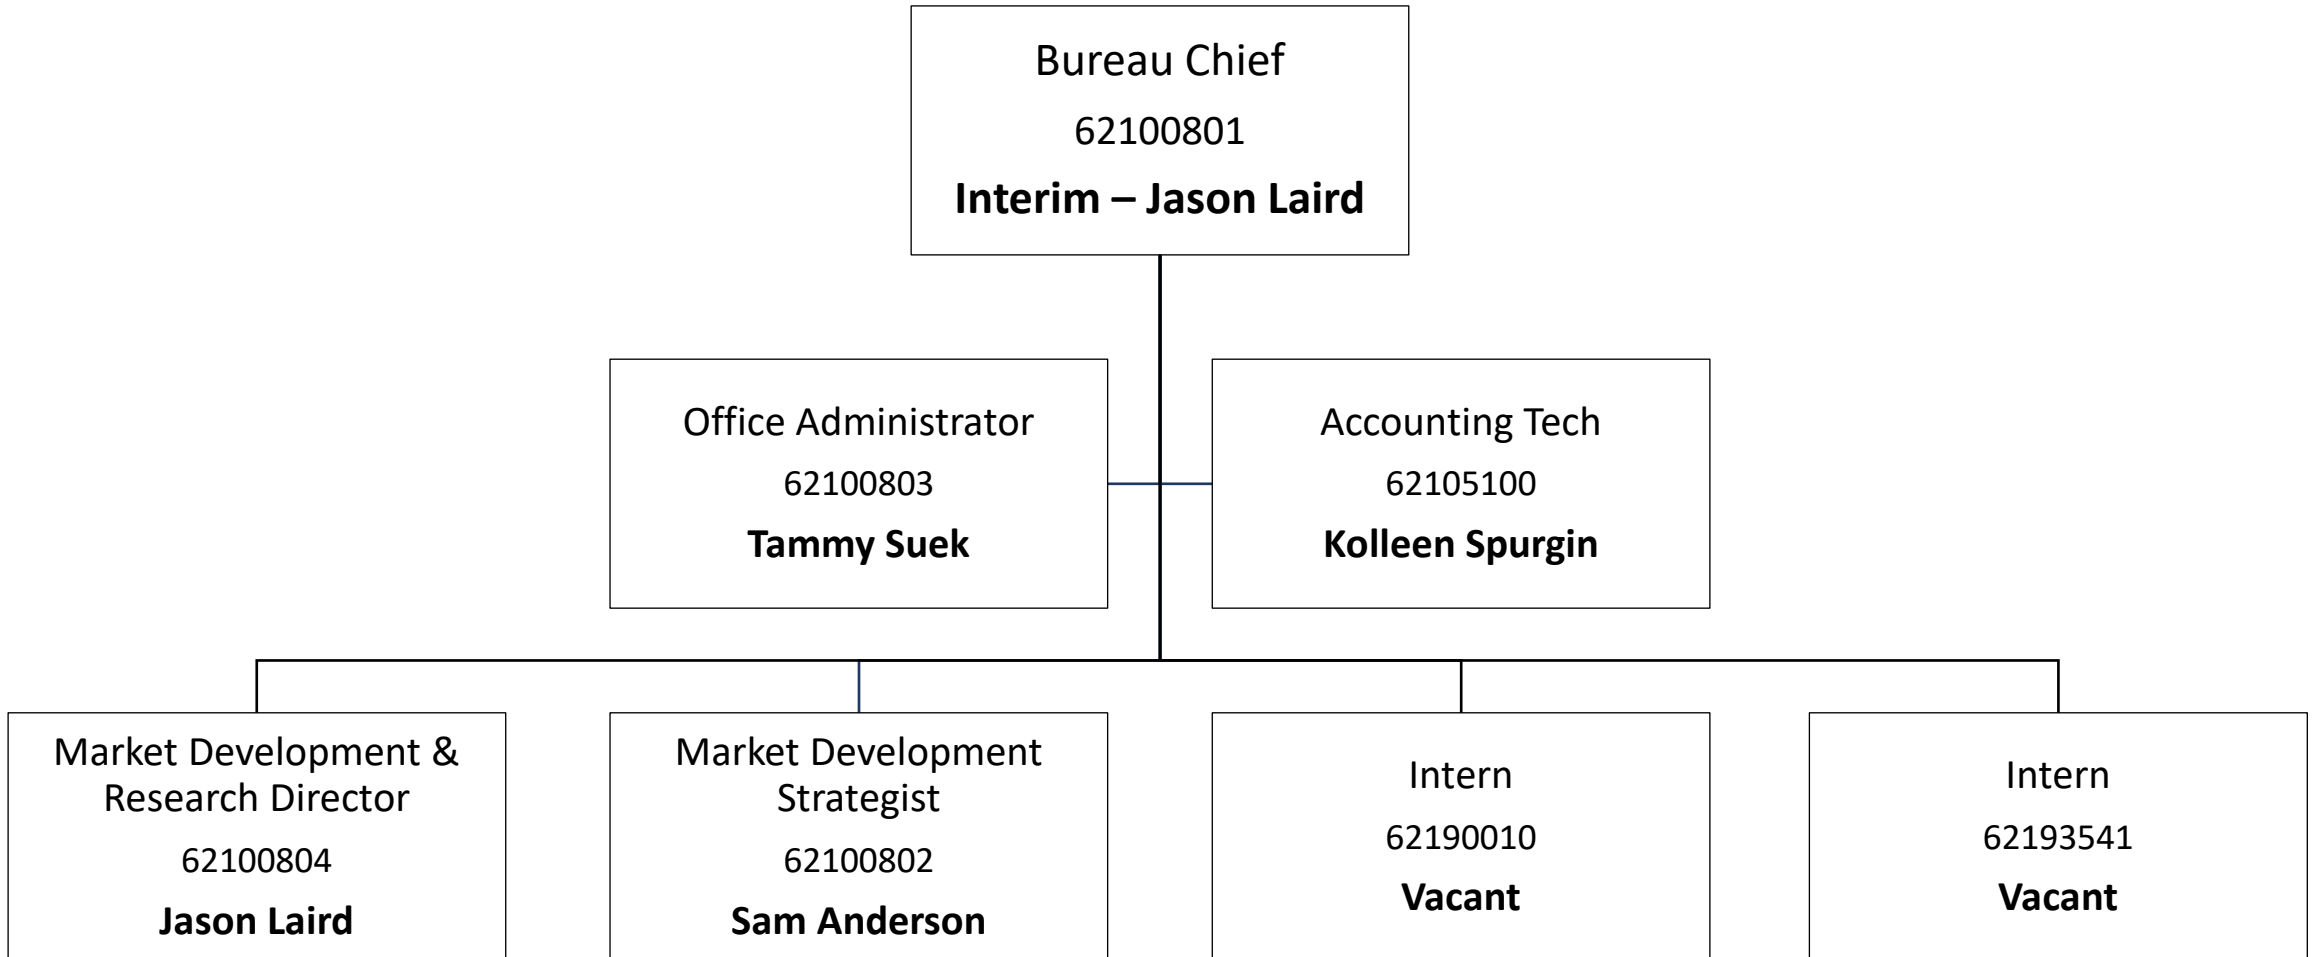 Bureau Chief
62100801
Interim – Jason Laird
Office Administrator
62100803
Tammy Suek
Accounting Tech
62105100
Kolleen Spurgin
Market Development &
Research Director
62100804
Jason Laird
Market Development
Strategist
62100802
Sam Anderson
Intern
62190010
Vacant
Intern
62193541
Vacant